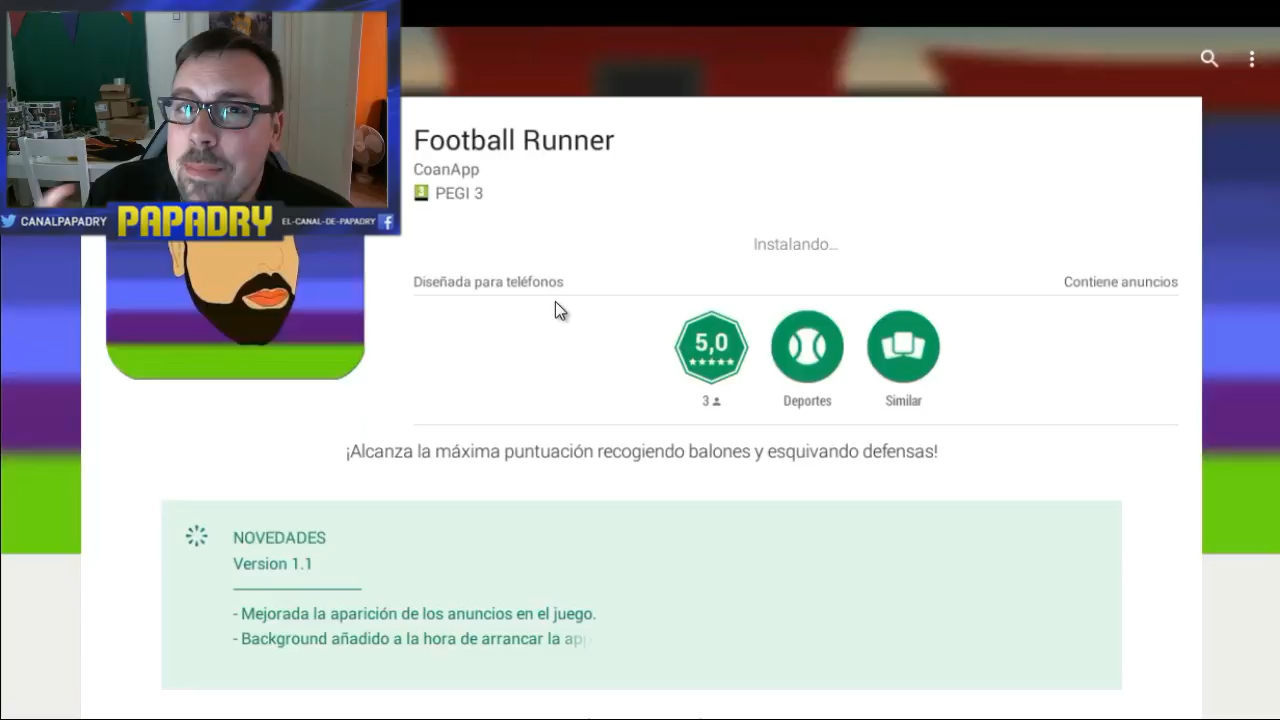 CANALPAPADRY
PAPADRY
EL-CANAL-DE-PAPADRY
Football Runner
CoanApp
3 PEGI 3
Instalando...
Diseñada para teléfonos
Contiene anuncios
5,0
3
Deportes
Similar
¡Alcanza la máxima puntuación recogiendo balones y esquivando defensas!
NOVEDADES
Version 1.1
- Mejorada la aparición de los anuncios en el juego.
- Background añadido a la hora de arrancar la ap